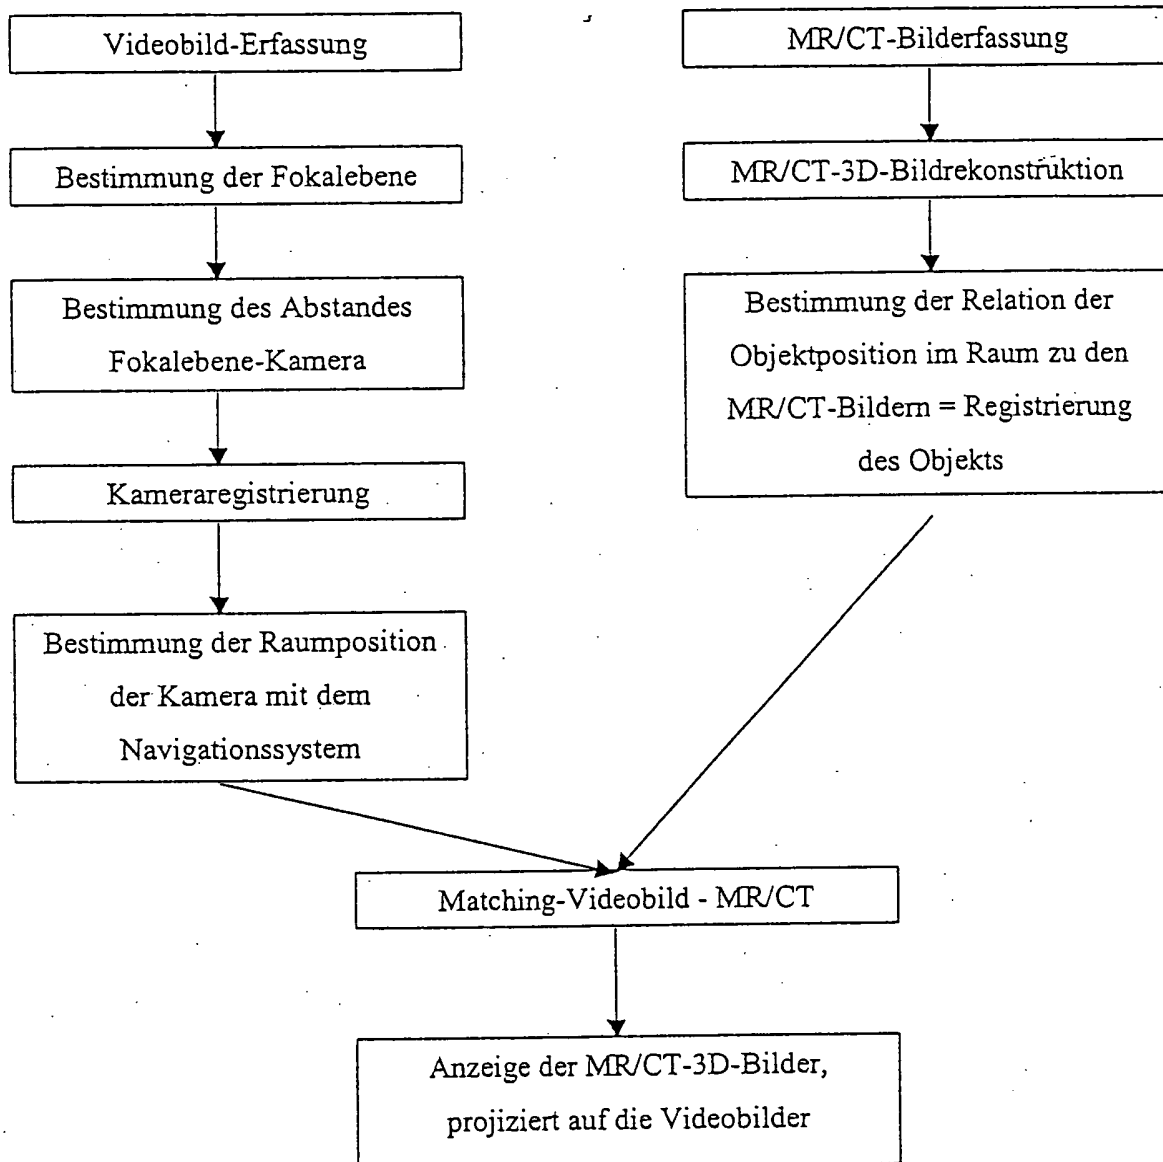 Videobild-Erfassung
Bestimmung der Fokalebene
Bestimmung des Abstandes
Fokalebene-Kamera
Kameraregistrierung
Bestimmung der Raumposition
der Kamera mit dem
Navigationssystem
MR/CT-Bilderfassung
MR/CT-3D-Bildrekonstruktion
Bestimmung der Relation der
Objektposition im Raum zu den
MR/CT-Bildern = Registrierung
des Objekts
Matching-Videobild - MR/CT
Anzeige der MR/CT-3D-Bilder,
projiziert auf die Videobilder